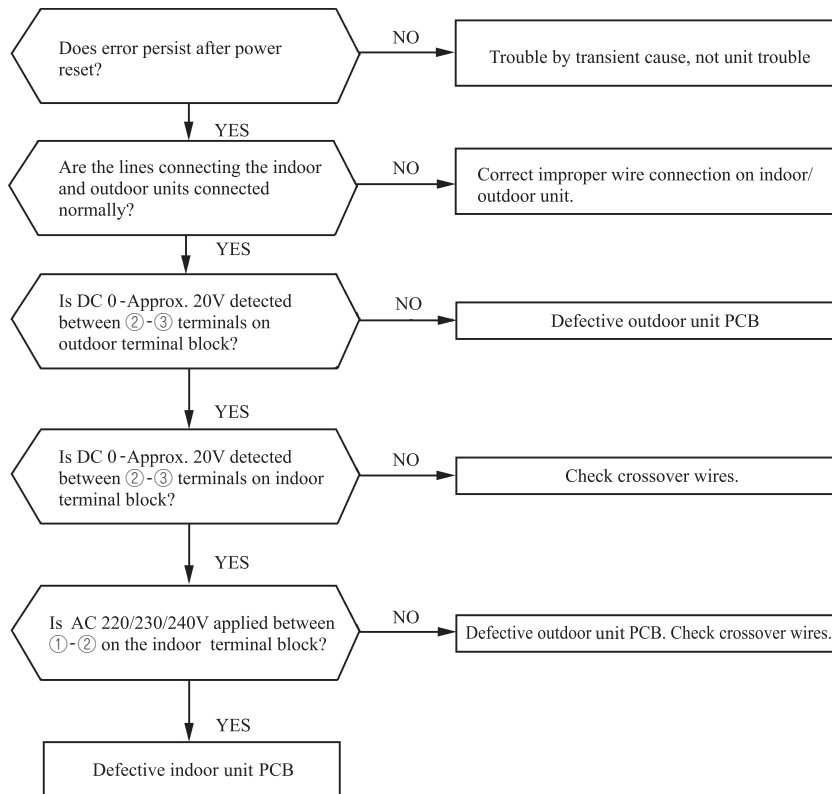 Does error persist after power
reset?
NO
Trouble by transient cause, not unit trouble
YES
Are the lines connecting the indoor
and outdoor units connected
normally?
NO
Correct improper wire connection on indoor/
outdoor unit.
YES
Is DC 0-Approx. 20V detected
between ②-③ terminals on
outdoor terminal block?
NO
Defective outdoor unit PCB
YES
Is DC 0-Approx. 20V detected
between ②-③ terminals on indoor
terminal block?
NO
Check crossover wires.
YES
Is AC 220/230/240V applied between
①-② on the indoor terminal block?
NO
Defective outdoor unit PCB. Check crossover wires.
YES
Defective indoor unit PCB